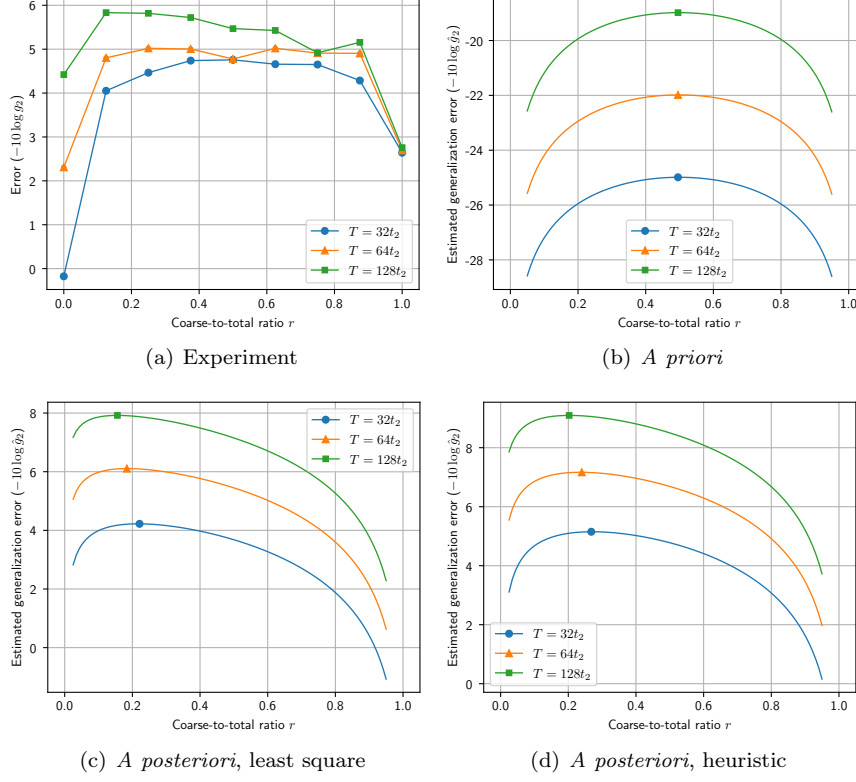 6
5
4
3
2
1
0
Error (−10 log g₂)
0.0 0.2 0.4 0.6 0.8 1.0
Coarse-to-total ratio r
T = 32t₂
T = 64t₂
T = 128t₂
(a) Experiment
-20
-22
-24
-26
-28
Estimated generalization error (−10 log ĝ₂)
0.0 0.2 0.4 0.6 0.8 1.0
Coarse-to-total ratio r
T = 32t₂
T = 64t₂
T = 128t₂
(b) A priori
8
6
4
2
0
Estimated generalization error (−10 log ĝ₂)
0.0 0.2 0.4 0.6 0.8 1.0
Coarse-to-total ratio r
T = 32t₂
T = 64t₂
T = 128t₂
(c) A posteriori, least square
8
6
4
2
0
Estimated generalization error (−10 log ĝ₂)
0.0 0.2 0.4 0.6 0.8 1.0
Coarse-to-total ratio r
T = 32t₂
T = 64t₂
T = 128t₂
(d) A posteriori, heuristic